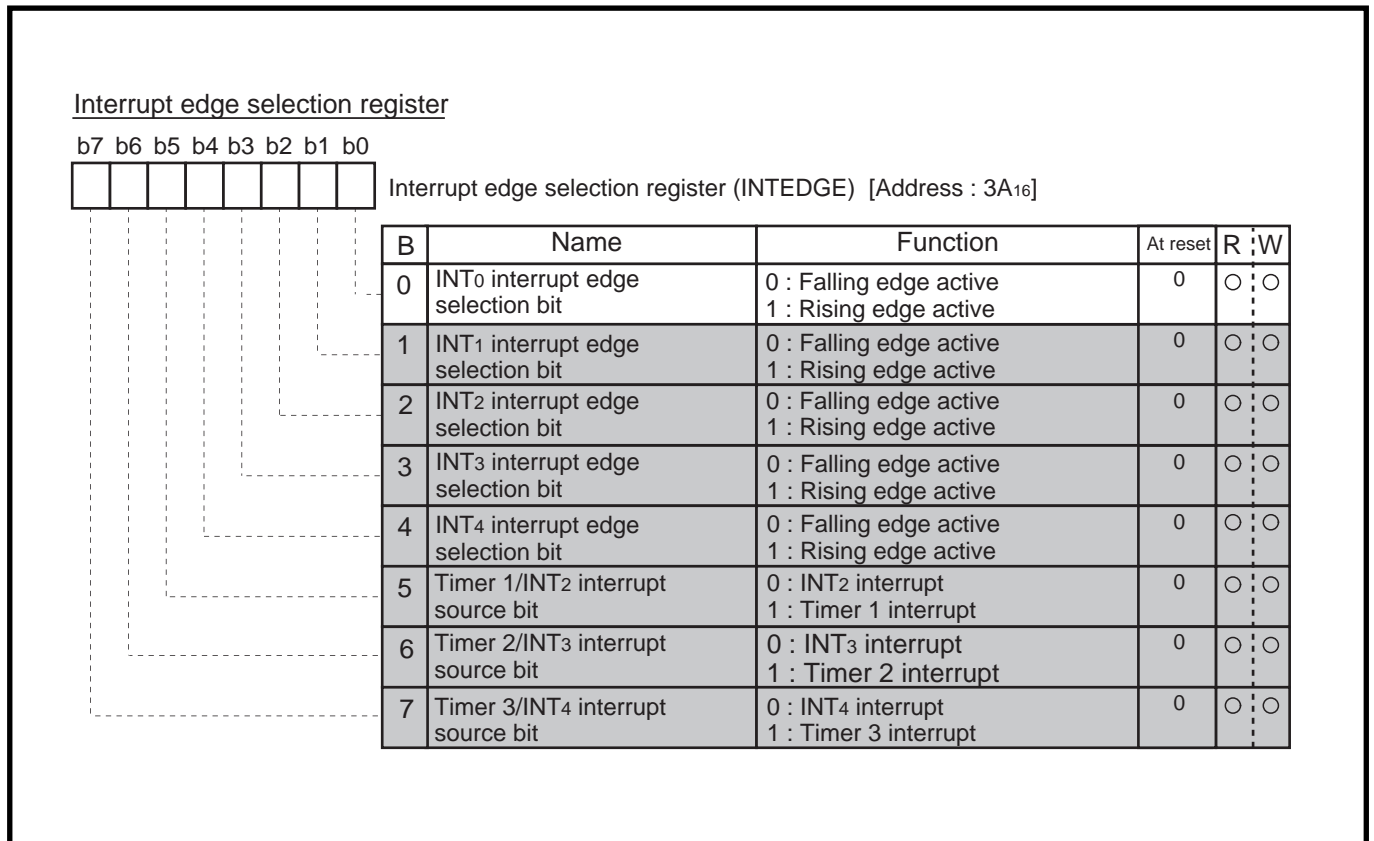 Interrupt edge selection register
b7 b6 b5 b4 b3 b2 b1 b0
Interrupt edge selection register (INTEDGE) [Address : 3A16]
B Name Function At reset R W
0 INT0 interrupt edge 0 : Falling edge active 0 ○ ○
selection bit 1 : Rising edge active
1 INT1 interrupt edge 0 : Falling edge active 0 ○ ○
selection bit 1 : Rising edge active
2 INT2 interrupt edge 0 : Falling edge active 0 ○ ○
selection bit 1 : Rising edge active
3 INT3 interrupt edge 0 : Falling edge active 0 ○ ○
selection bit 1 : Rising edge active
4 INT4 interrupt edge 0 : Falling edge active 0 ○ ○
selection bit 1 : Rising edge active
5 Timer 1/INT2 interrupt 0 : INT2 interrupt 0 ○ ○
source bit 1 : Timer 1 interrupt
6 Timer 2/INT3 interrupt 0 : INT3 interrupt 0 ○ ○
source bit 1 : Timer 2 interrupt
7 Timer 3/INT4 interrupt 0 : INT4 interrupt 0 ○ ○
source bit 1 : Timer 3 interrupt